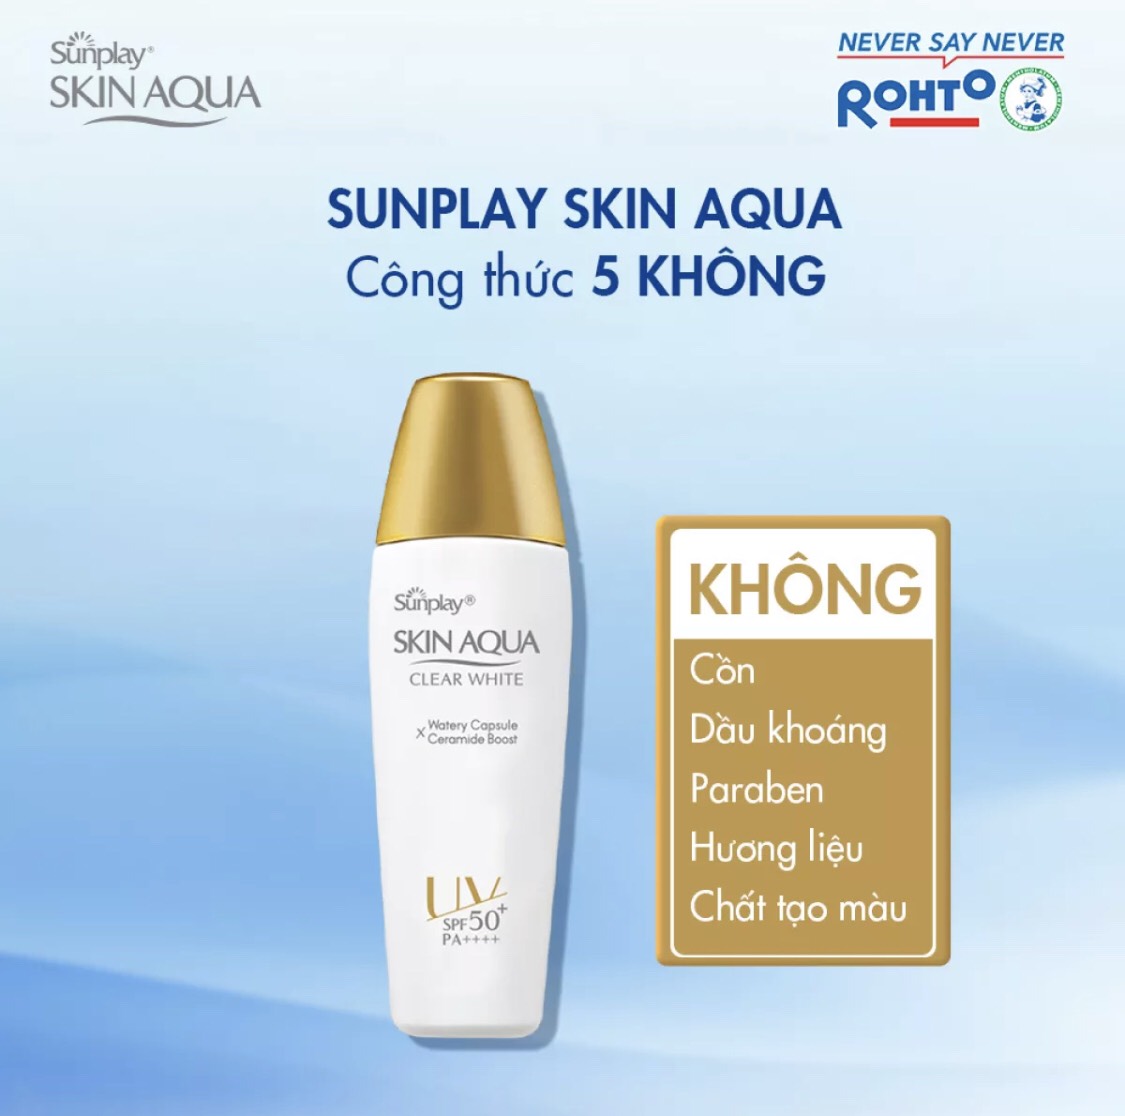 Sunplay®
SKIN AQUA
NEVER SAY NEVER
ROHTO
SUNPLAY SKIN AQUA
Công thức 5 KHÔNG
Sunplay®
SKIN AQUA
CLEAR WHITE
x Watery Capsule
Ceramide Boost
UV
SPF50+
PA++++
KHÔNG
Cồn
Dầu khoáng
Paraben
Hương liệu
Chất tạo màu